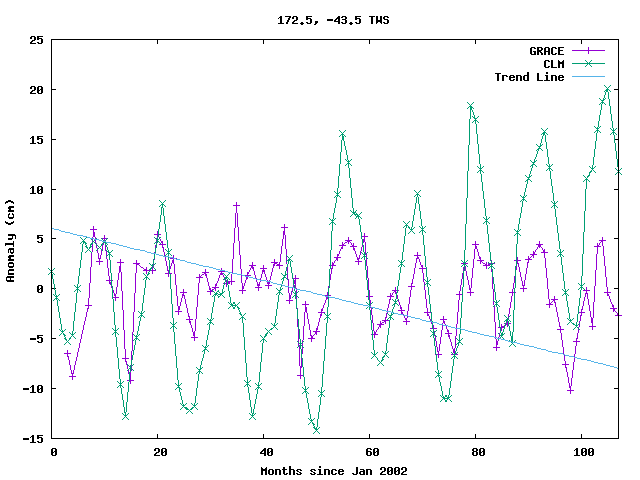 172.5, -43.5 TWS
GRACE
CLM
Trend Line
25
20
15
10
5
0
-5
-10
-15
Anomaly (cm)
0 20 40 60 80 100
Months since Jan 2002